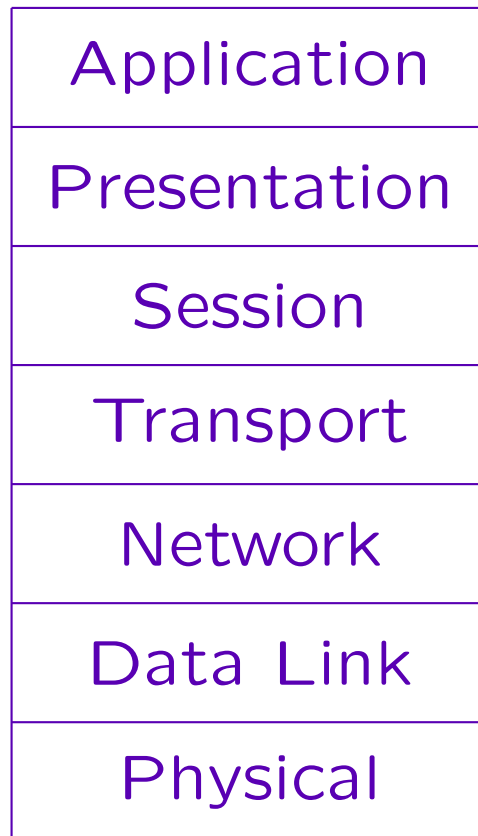 Application
Presentation
Session
Transport
Network
Data Link
Physical